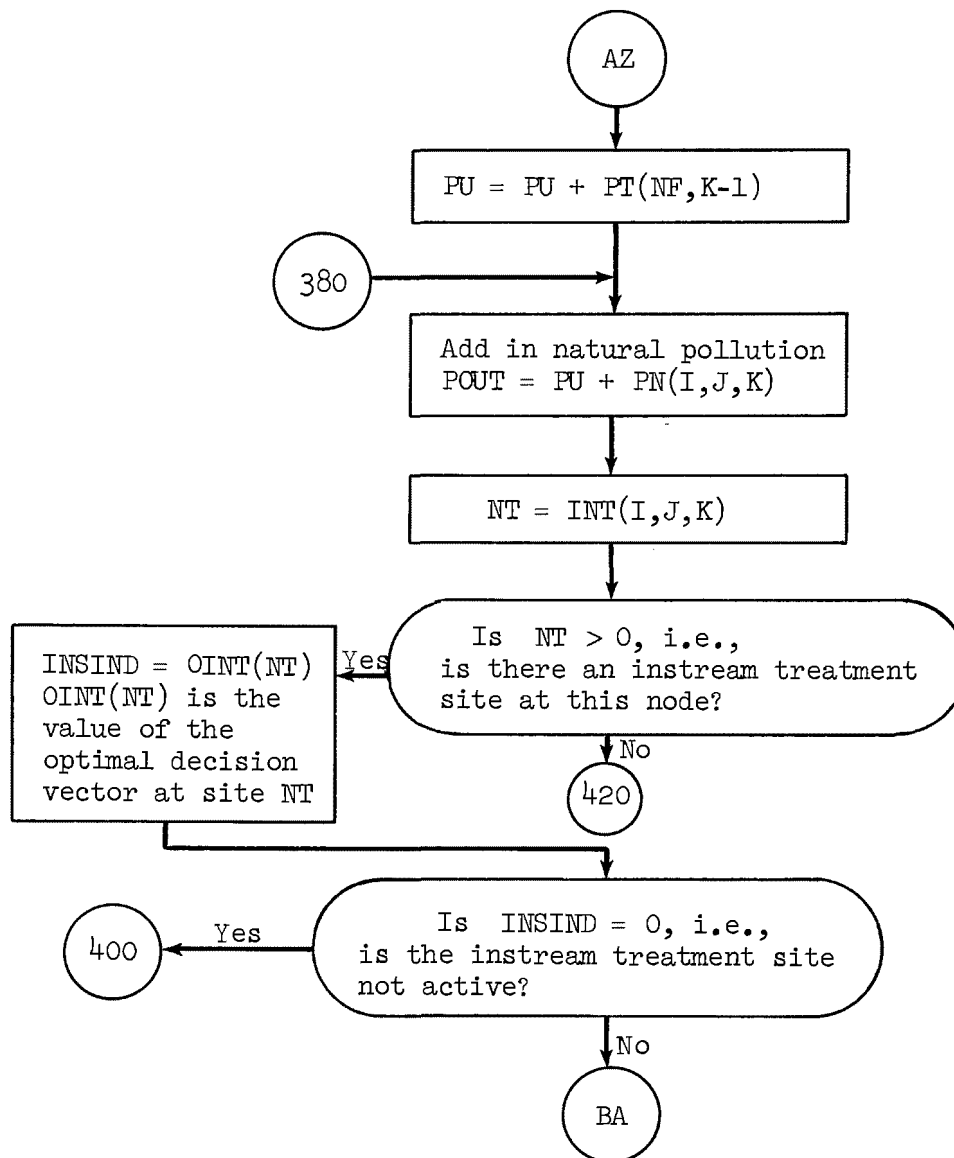 AZ
PU = PU + PT(NF,K-1)
380
Add in natural pollution
POUT = PU + PN(I,J,K)
NT = INT(I,J,K)
Is NT > 0, i.e.,
is there an instream treatment
site at this node?
Yes
INSIND = OINT(NT)
OINT(NT) is the
value of the
optimal decision
vector at site NT
No
420
Is INSIND = 0, i.e.,
is the instream treatment site
not active?
Yes
400
No
BA